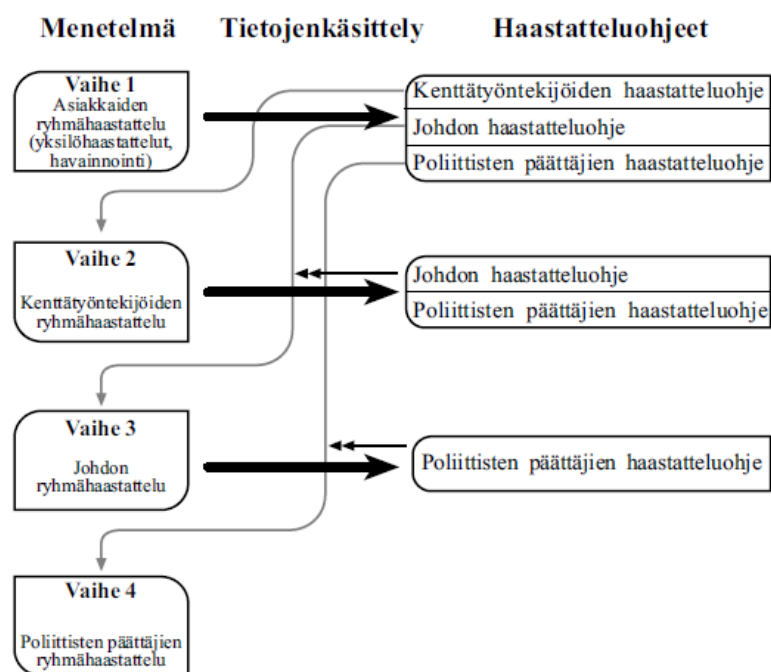 Menetelmä Tietojenkäsittely Haastatteluohjeet
Vaihe 1
Asiakkaiden
ryhmähaastattelu
(yksilöhaastattelut,
havainnointi)
Kenttätyöntekijöiden haastatteluohje
Johdon haastatteluohje
Poliittisten päättäjien haastatteluohje
Vaihe 2
Kenttätyöntekijöiden
ryhmähaastattelu
Johdon haastatteluohje
Poliittisten päättäjien haastatteluohje
Vaihe 3
Johdon
ryhmähaastattelu
Poliittisten päättäjien haastatteluohje
Vaihe 4
Poliittisten päättäjien
ryhmähaastattelu